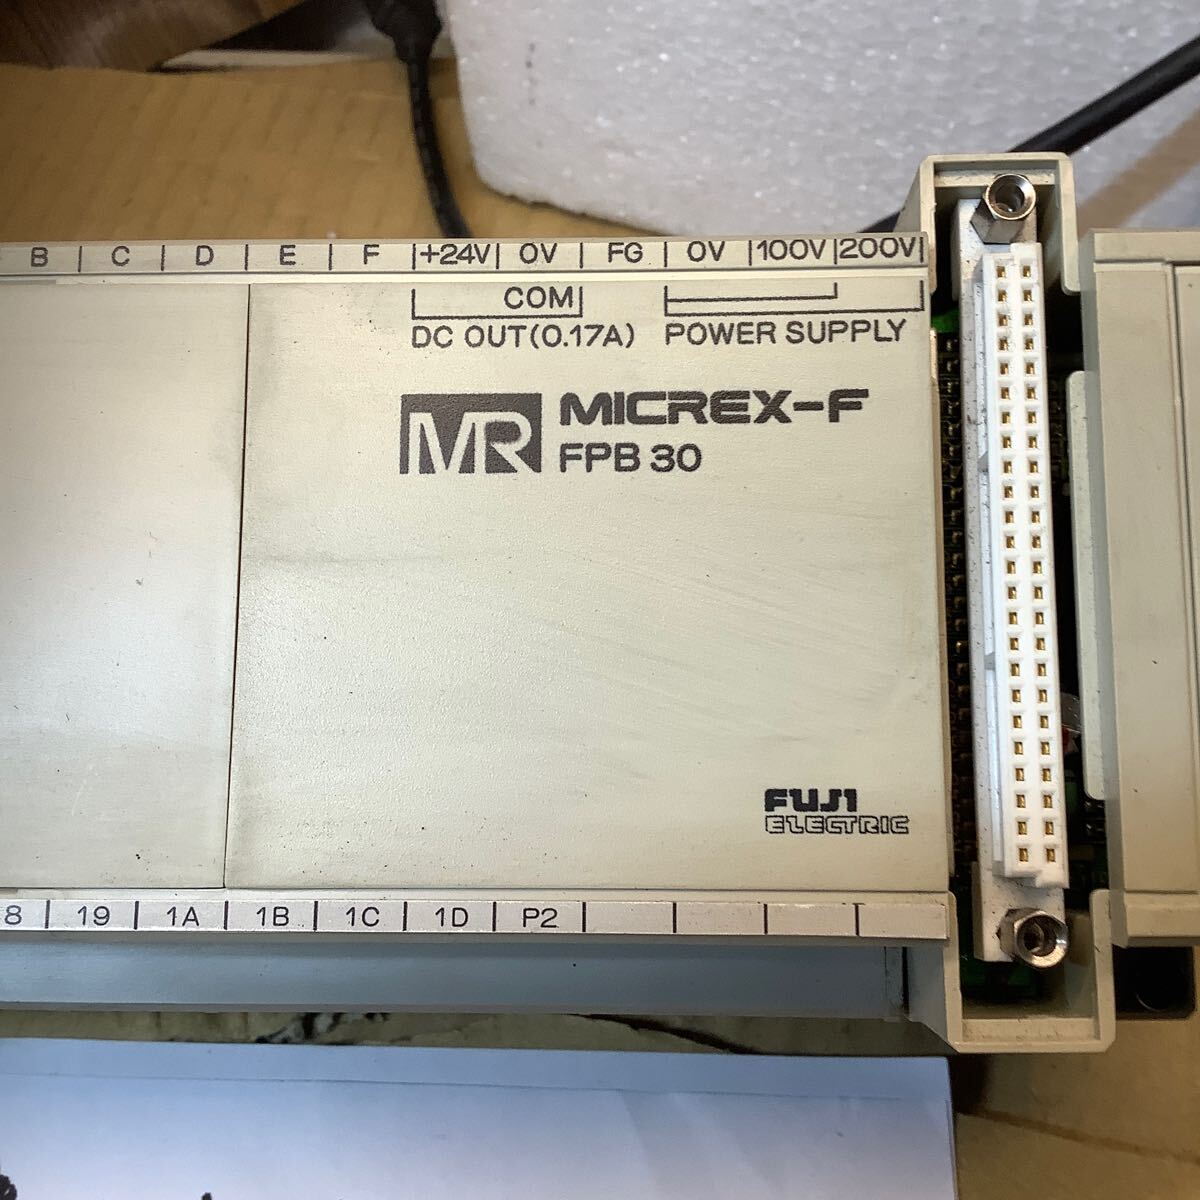 B | C | D | E | F |+24V| 0V | FG | 0V |100V|200V|
COM
DC OUT(0.17A) POWER SUPPLY
MR MICREX-F
FPB 30
FUJI
ELECTRIC
8 | 19 | 1A | 1B | 1C | 1D | P2 | | | |